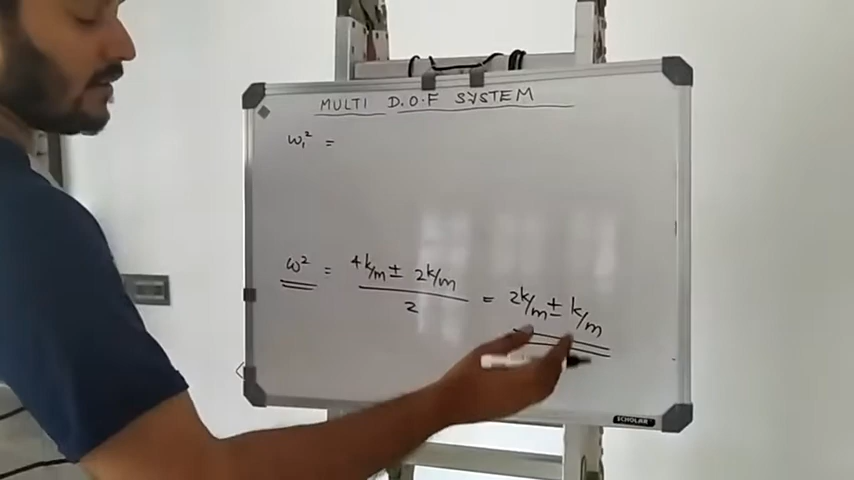 MULTI D.O.F SYSTEM
ω₁² =
ω² = 4k/m ± 2k/m / 2 = 2k/m ± k/m
SCHOLAR